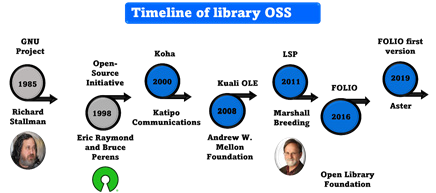 Timeline of library OSS
GNU
Project
1985
Richard
Stallman
Open-
Source
Initiative
1998
Eric Raymond
and Bruce
Perens
Koha
2000
Katipo
Communications
Kuali OLE
2008
Andrew W.
Mellon
Foundation
LSP
2011
Marshall
Breeding
FOLIO
2016
Open Library
Foundation
FOLIO first
version
2019
Aster